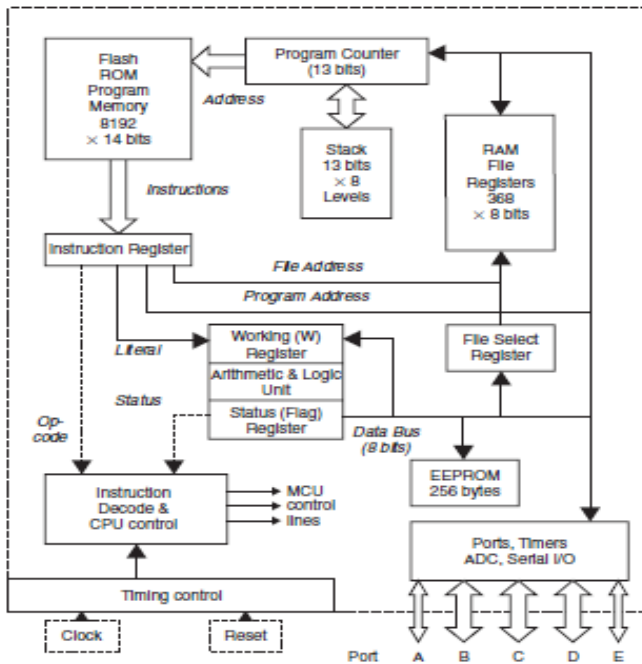 Flash
ROM
Program
Memory
8192
× 14 bits
Program Counter
(13 bits)
Address
Stack
13 bits
× 8
Levels
RAM
File
Registers
368
× 8 bits
Instructions
Instruction Register
File Address
Program Address
Literal
Working (W)
Register
Arithmetic & Logic
Unit
Status (Flag)
Register
File Select
Register
Status
Op-
code
Data Bus
(8 bits)
EEPROM
256 bytes
Instruction
Decode &
CPU control
MCU
control
lines
Ports, Timers
ADC, Serial I/O
Timing control
Clock
Reset
Port A B C D E